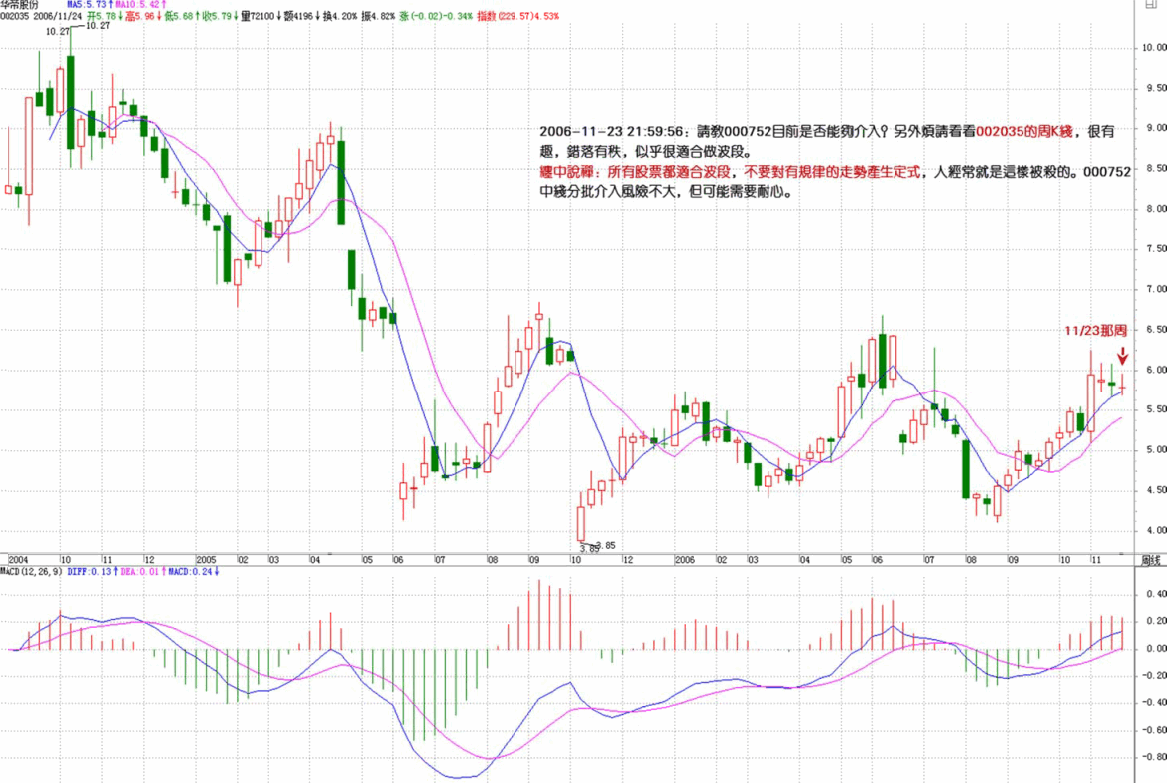 华帝股份 MA5:5.73↑MA10:5.42↑
002035 2006/11/24 开5.78↓高5.96↓低5.68↑收5.79↓量72100↓额4196↓换4.20% 振4.82% 涨(-0.02)-0.34% 指数(229.57)4.53%
10.27
10.27
10.00
9.50
9.00
8.50
8.00
7.50
7.00
6.50
6.00
5.50
5.00
4.50
4.00
2006-11-23 21:59:56：請教000752目前是否能夠介入？另外煩請看看002035的周K綫，很有
趣，錯落有秩，似乎很適合做波段。
纏中說禪：所有股票都適合波段，不要對有規律的走勢產生定式，人經常就是這樣被殺的。000752
中綫分批介入風險不大，但可能需要耐心。
11/23那周
3.85
3.85
2004 10 11 12 2005 02 03 04 05 06 07 08 09 10 12 2006 02 03 04 05 06 07 08 09 10 11 周线
MACD(12,26,9) DIFF:0.13↑DEA:0.01↑MACD:0.24↓
0.40
0.20
0.00
-0.20
-0.40
-0.60
-0.80